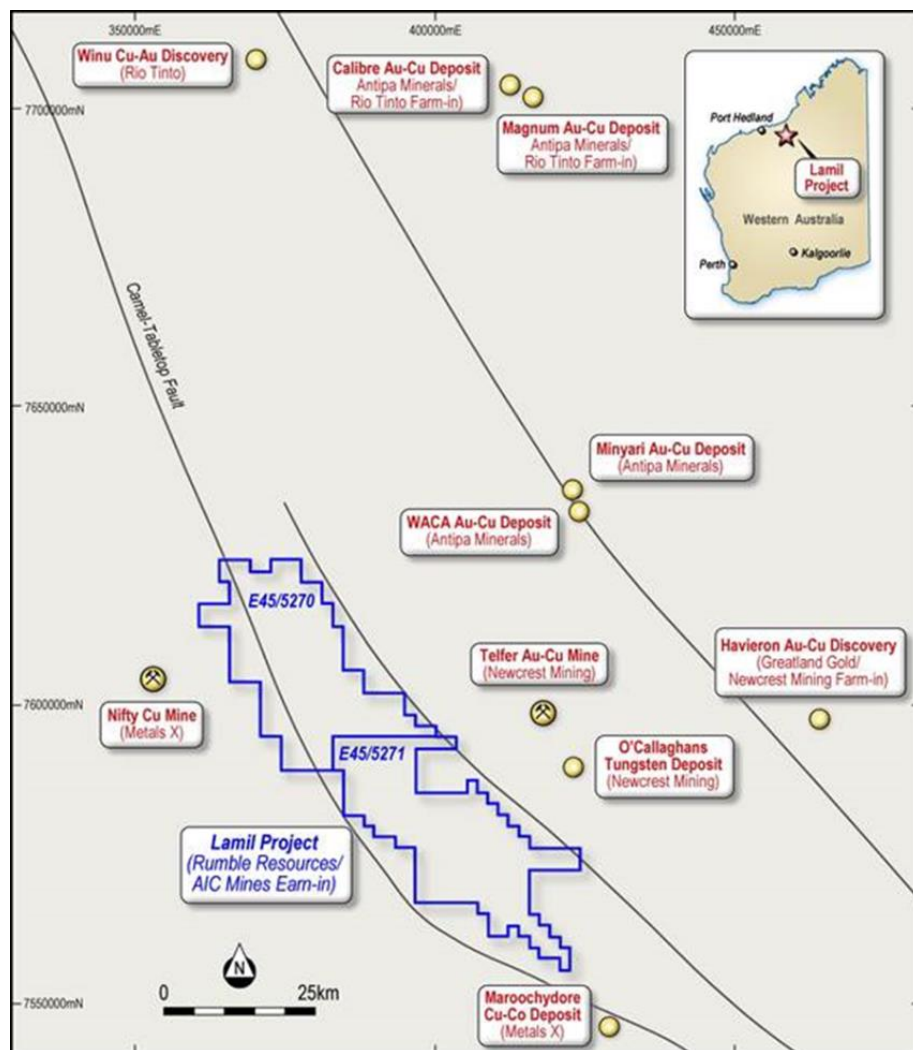 350000mE
400000mE
450000mE
Winu Cu-Au Discovery
(Rio Tinto)
Calibre Au-Cu Deposit
Antipa Minerals/
Rio Tinto Farm-in)
Magnum Au-Cu Deposit
Antipa Minerals/
Rio Tinto Farm-in)
7700000mN
Port Hedland
Lamil
Project
Western Australia
Kalgoorlie
Perth
Camel-Tabletop Fault
7650000mN
Minyari Au-Cu Deposit
(Antipa Minerals)
WACA Au-Cu Deposit
(Antipa Minerals)
E45/5270
Telfer Au-Cu Mine
(Newcrest Mining)
Havieron Au-Cu Discovery
(Greatland Gold/
Newcrest Mining Farm-in)
7600000mN
Nifty Cu Mine
(Metals X)
E45/5271
O'Callaghans
Tungsten Deposit
(Newcrest Mining)
Lamil Project
(Rumble Resources/
AIC Mines Earn-in)
N
0
25km
7550000mN
Maroochydore
Cu-Co Deposit
(Metals X)